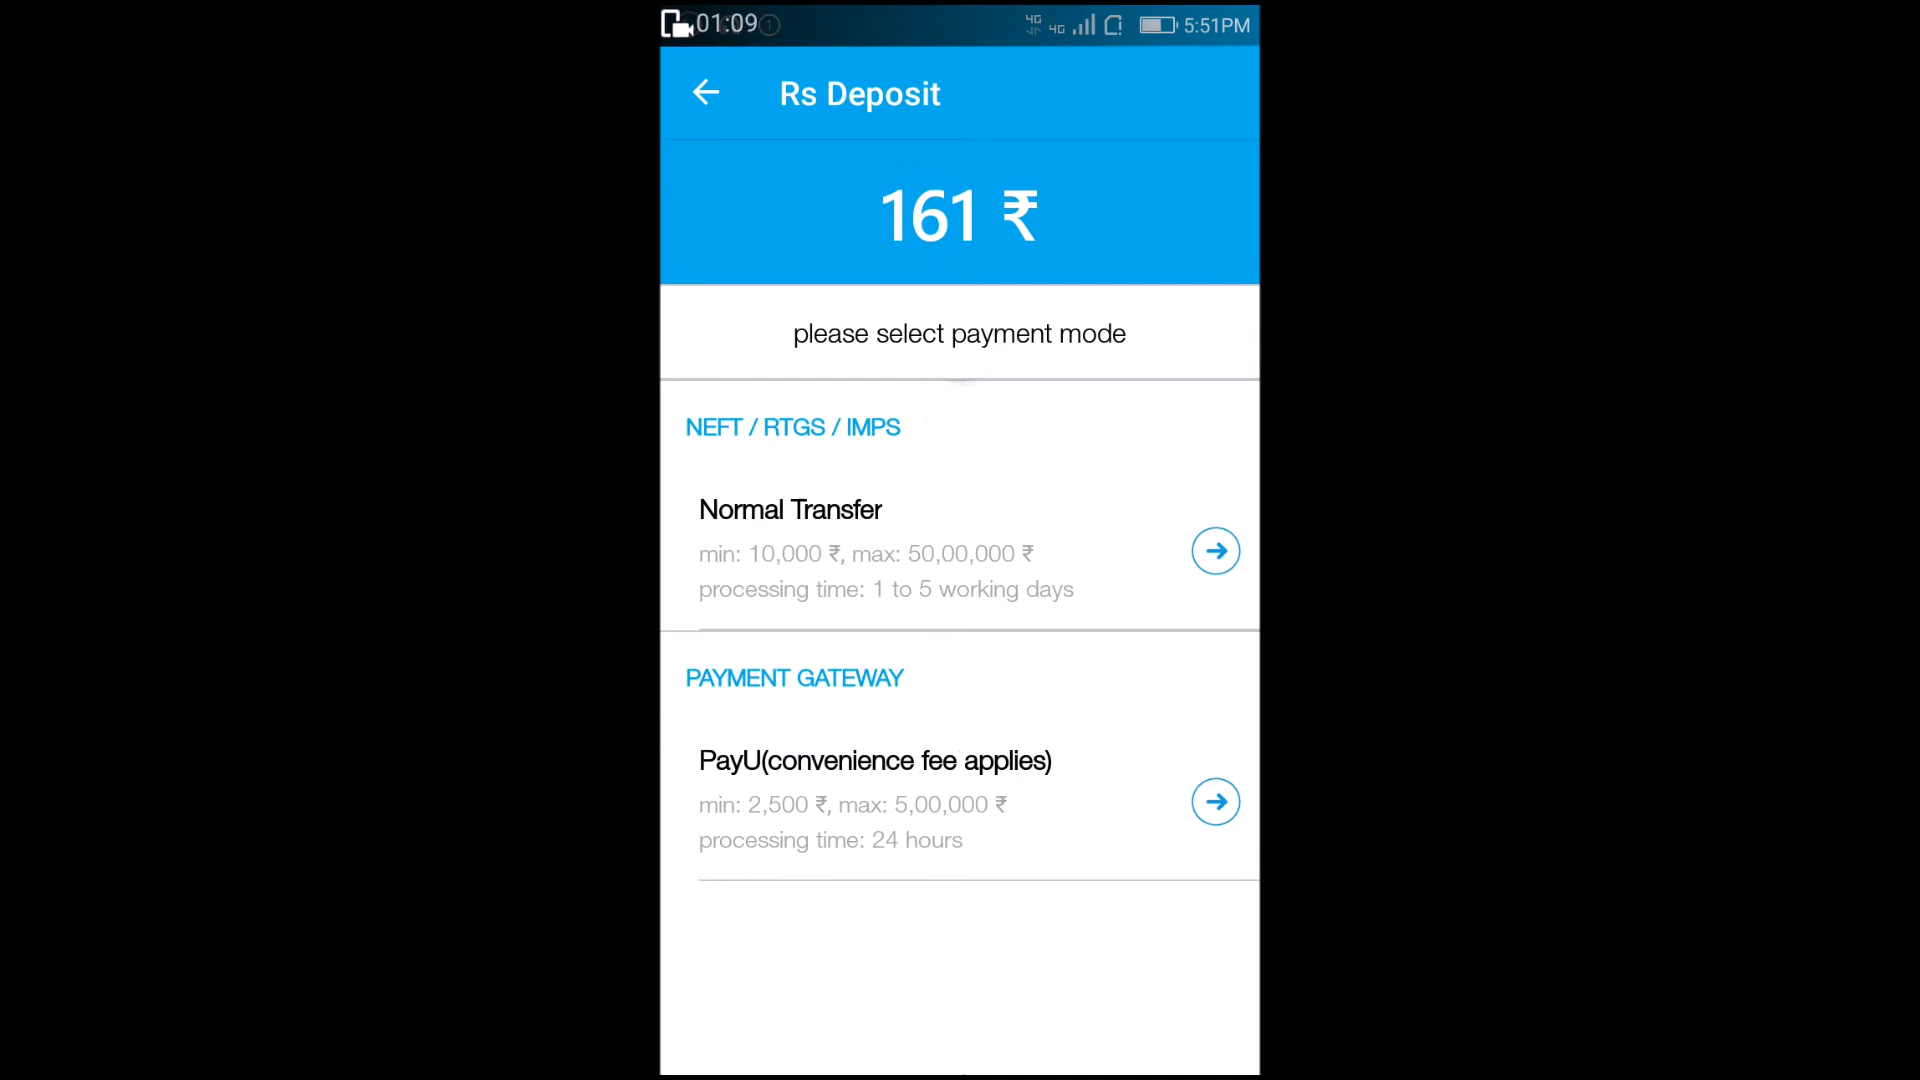 01:09
4G 4G 5:51PM
Rs Deposit
161 ₹
please select payment mode
NEFT / RTGS / IMPS
Normal Transfer
min: 10,000 ₹, max: 50,00,000 ₹
processing time: 1 to 5 working days
PAYMENT GATEWAY
PayU(convenience fee applies)
min: 2,500 ₹, max: 5,00,000 ₹
processing time: 24 hours